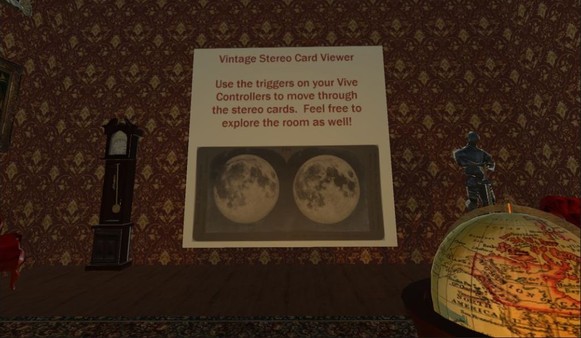 Vintage Stereo Card Viewer
Use the triggers on your Vive
Controllers to move through
the stereo cards.  Feel free to
explore the room as well!